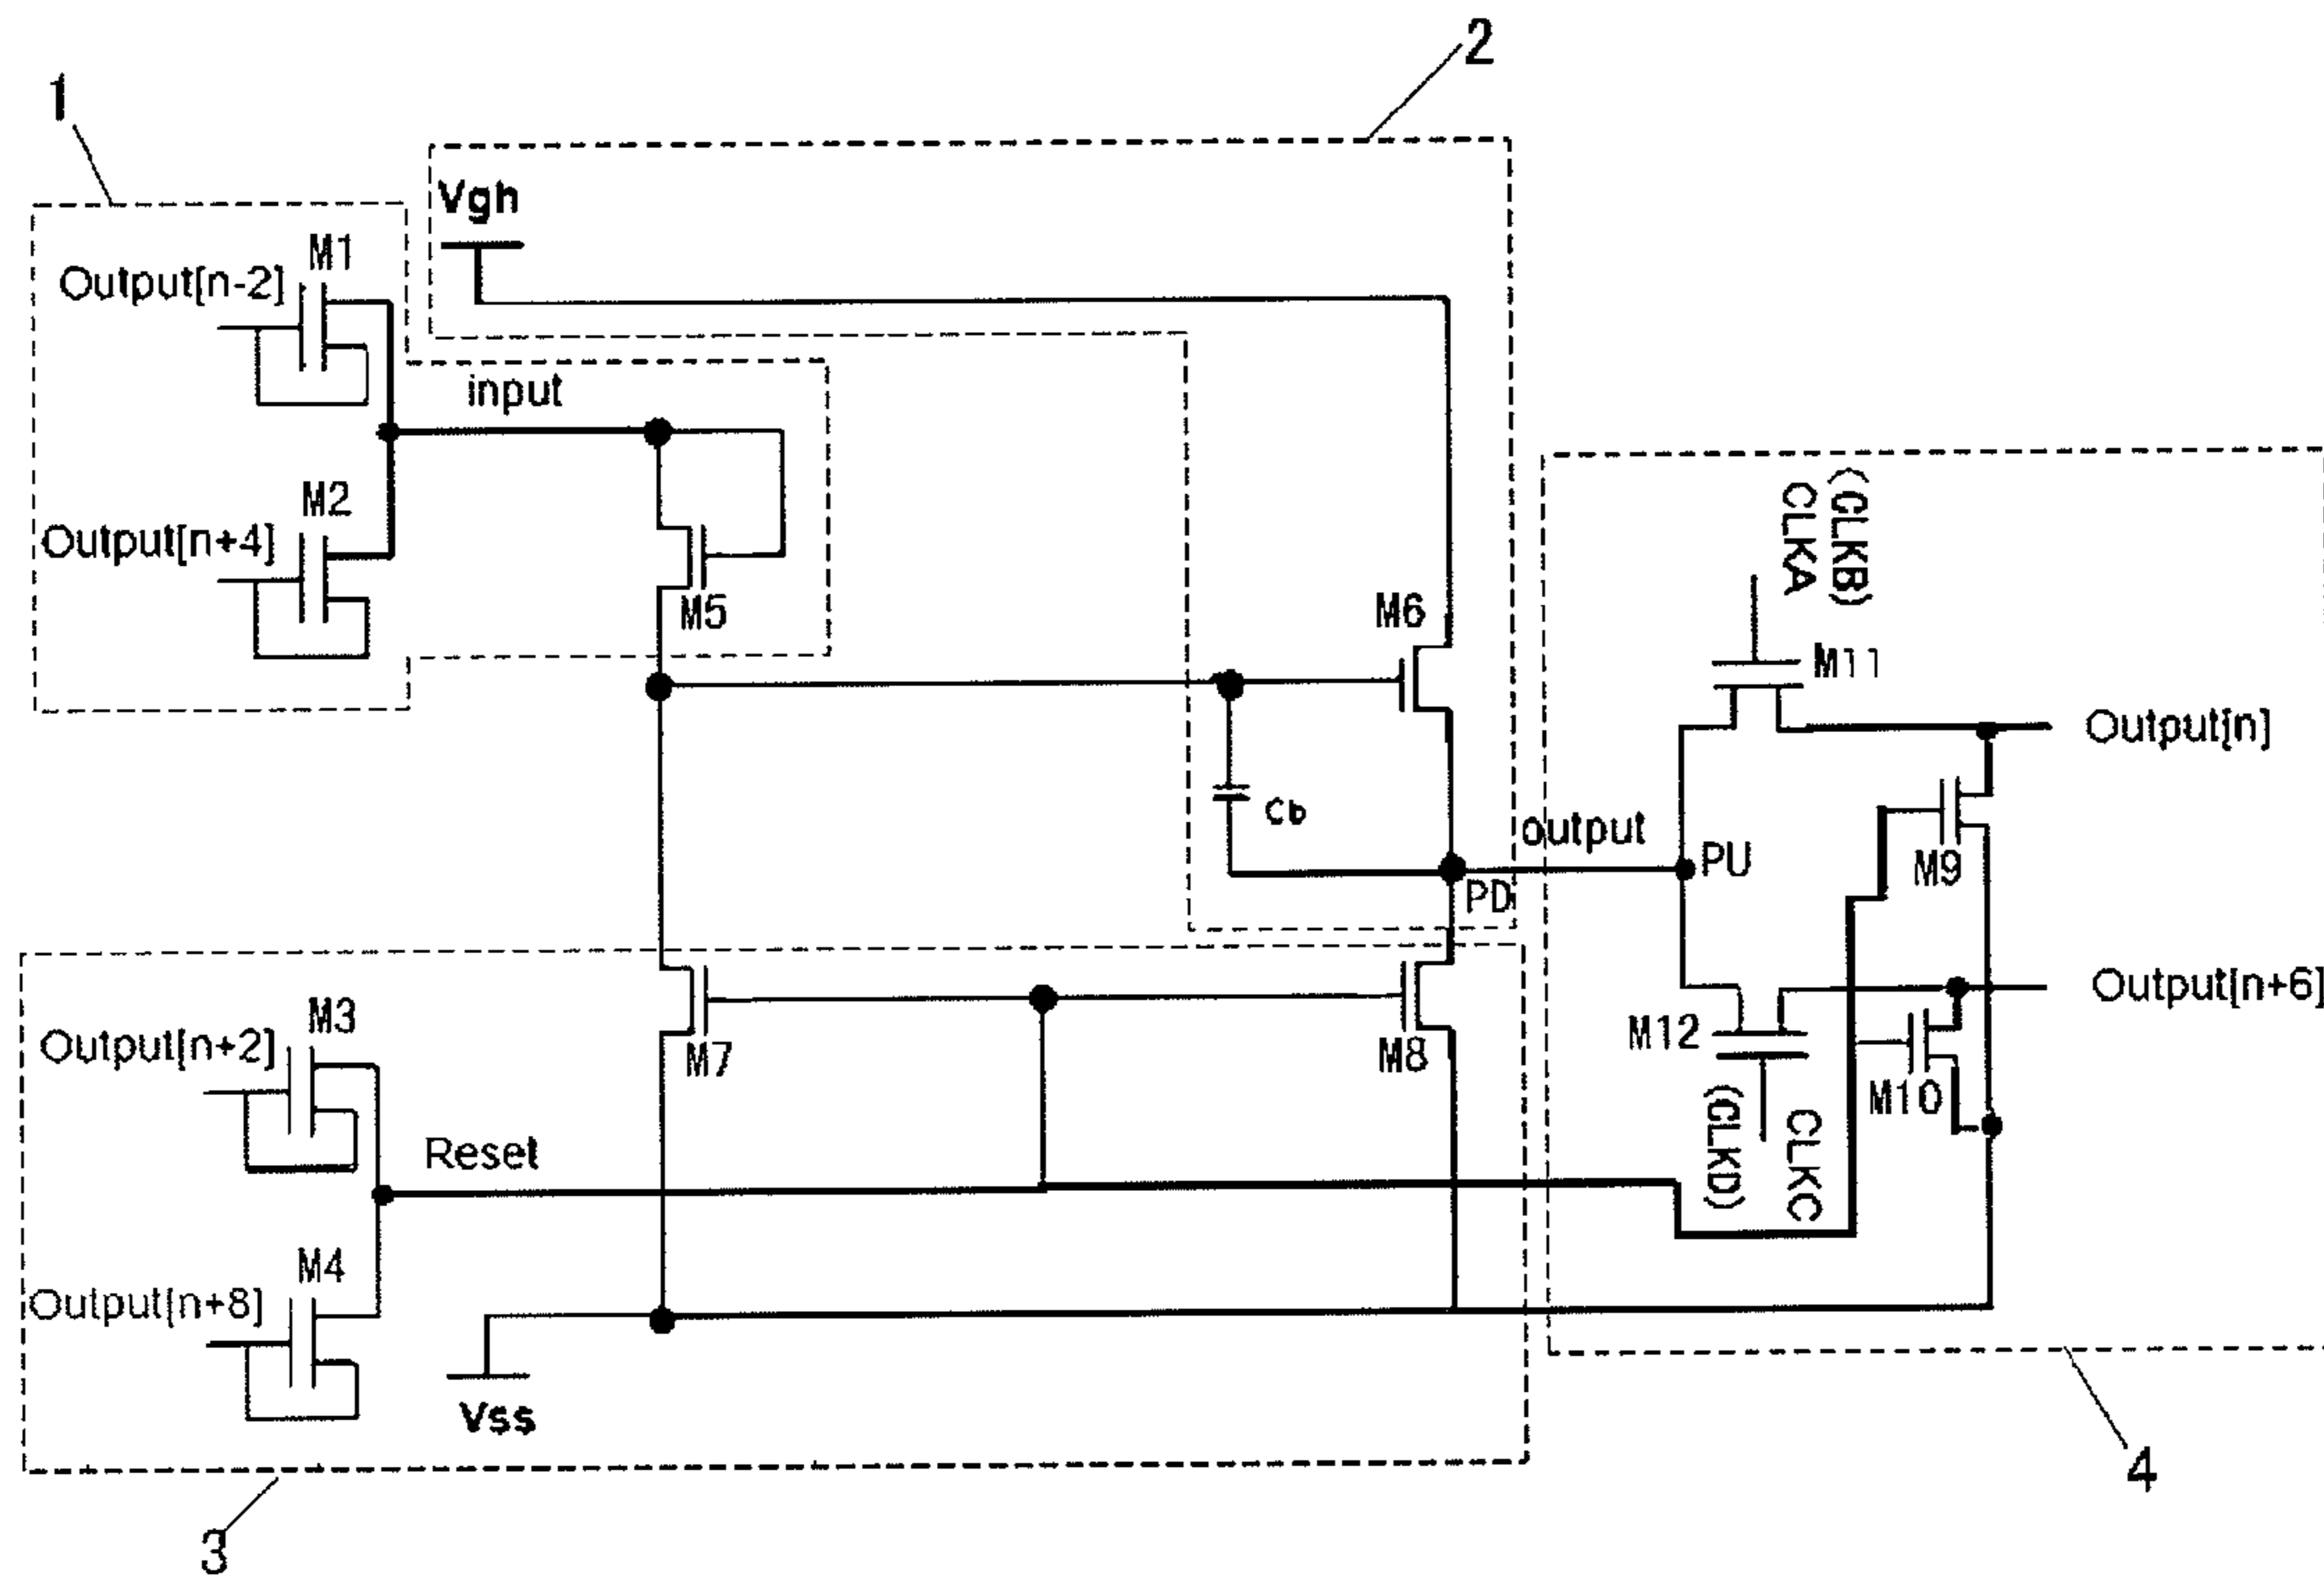 2
1
Vgh
M1
Output[n-2]
input
M2
Output[n+4]
M5
M6
(CLKB)
CLKA
M11
Output[n]
Cb
output
PU
M9
PD
Output[n+6]
M3
Output[n+2]
M7
M8
M12
M10
(CLKD)
CLKC
Reset
M4
Output[n+8]
Vss
3
4